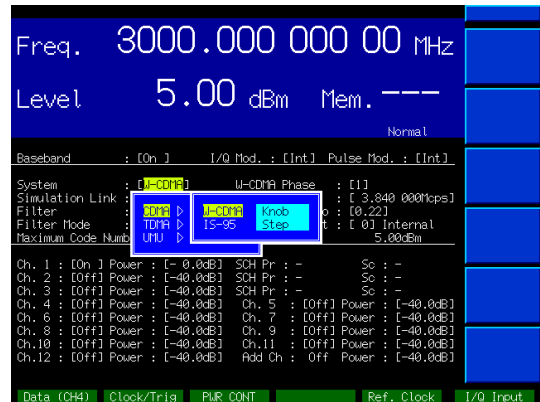 Freq. 3000.000 000 00 MHz
Level 5.00 dBm Mem. ---
Normal
Baseband : [On ] I/Q Mod. : [Int] Pulse Mod. : [Int]
System : [W-CDMA] W-CDMA Phase : [1]
Simulation Link : [ 3.840 000Mcps]
Filter : CDMA ▷ W-CDMA Knob o : [0.22]
Filter Mode : TDMA ▷ IS-95 Step t : [ 0] Internal
Maximum Code Numb UMU ▷ 5.00dBm
Ch. 1 : [On ] Power : [- 0.0dB] SCH Pr : - Sc : -
Ch. 2 : [Off] Power : [-40.0dB] SCH Pr : - Sc : -
Ch. 3 : [Off] Power : [-40.0dB] SCH Pr : - Sc : -
Ch. 4 : [Off] Power : [-40.0dB] Ch. 5 : [Off] Power : [-40.0dB]
Ch. 6 : [Off] Power : [-40.0dB] Ch. 7 : [Off] Power : [-40.0dB]
Ch. 8 : [Off] Power : [-40.0dB] Ch. 9 : [Off] Power : [-40.0dB]
Ch.10 : [Off] Power : [-40.0dB] Ch.11 : [Off] Power : [-40.0dB]
Ch.12 : [Off] Power : [-40.0dB] Add Ch : Off Power : [-40.0dB]
Data (CH4) Clock/Trig PWR CONT Ref. Clock I/Q Input